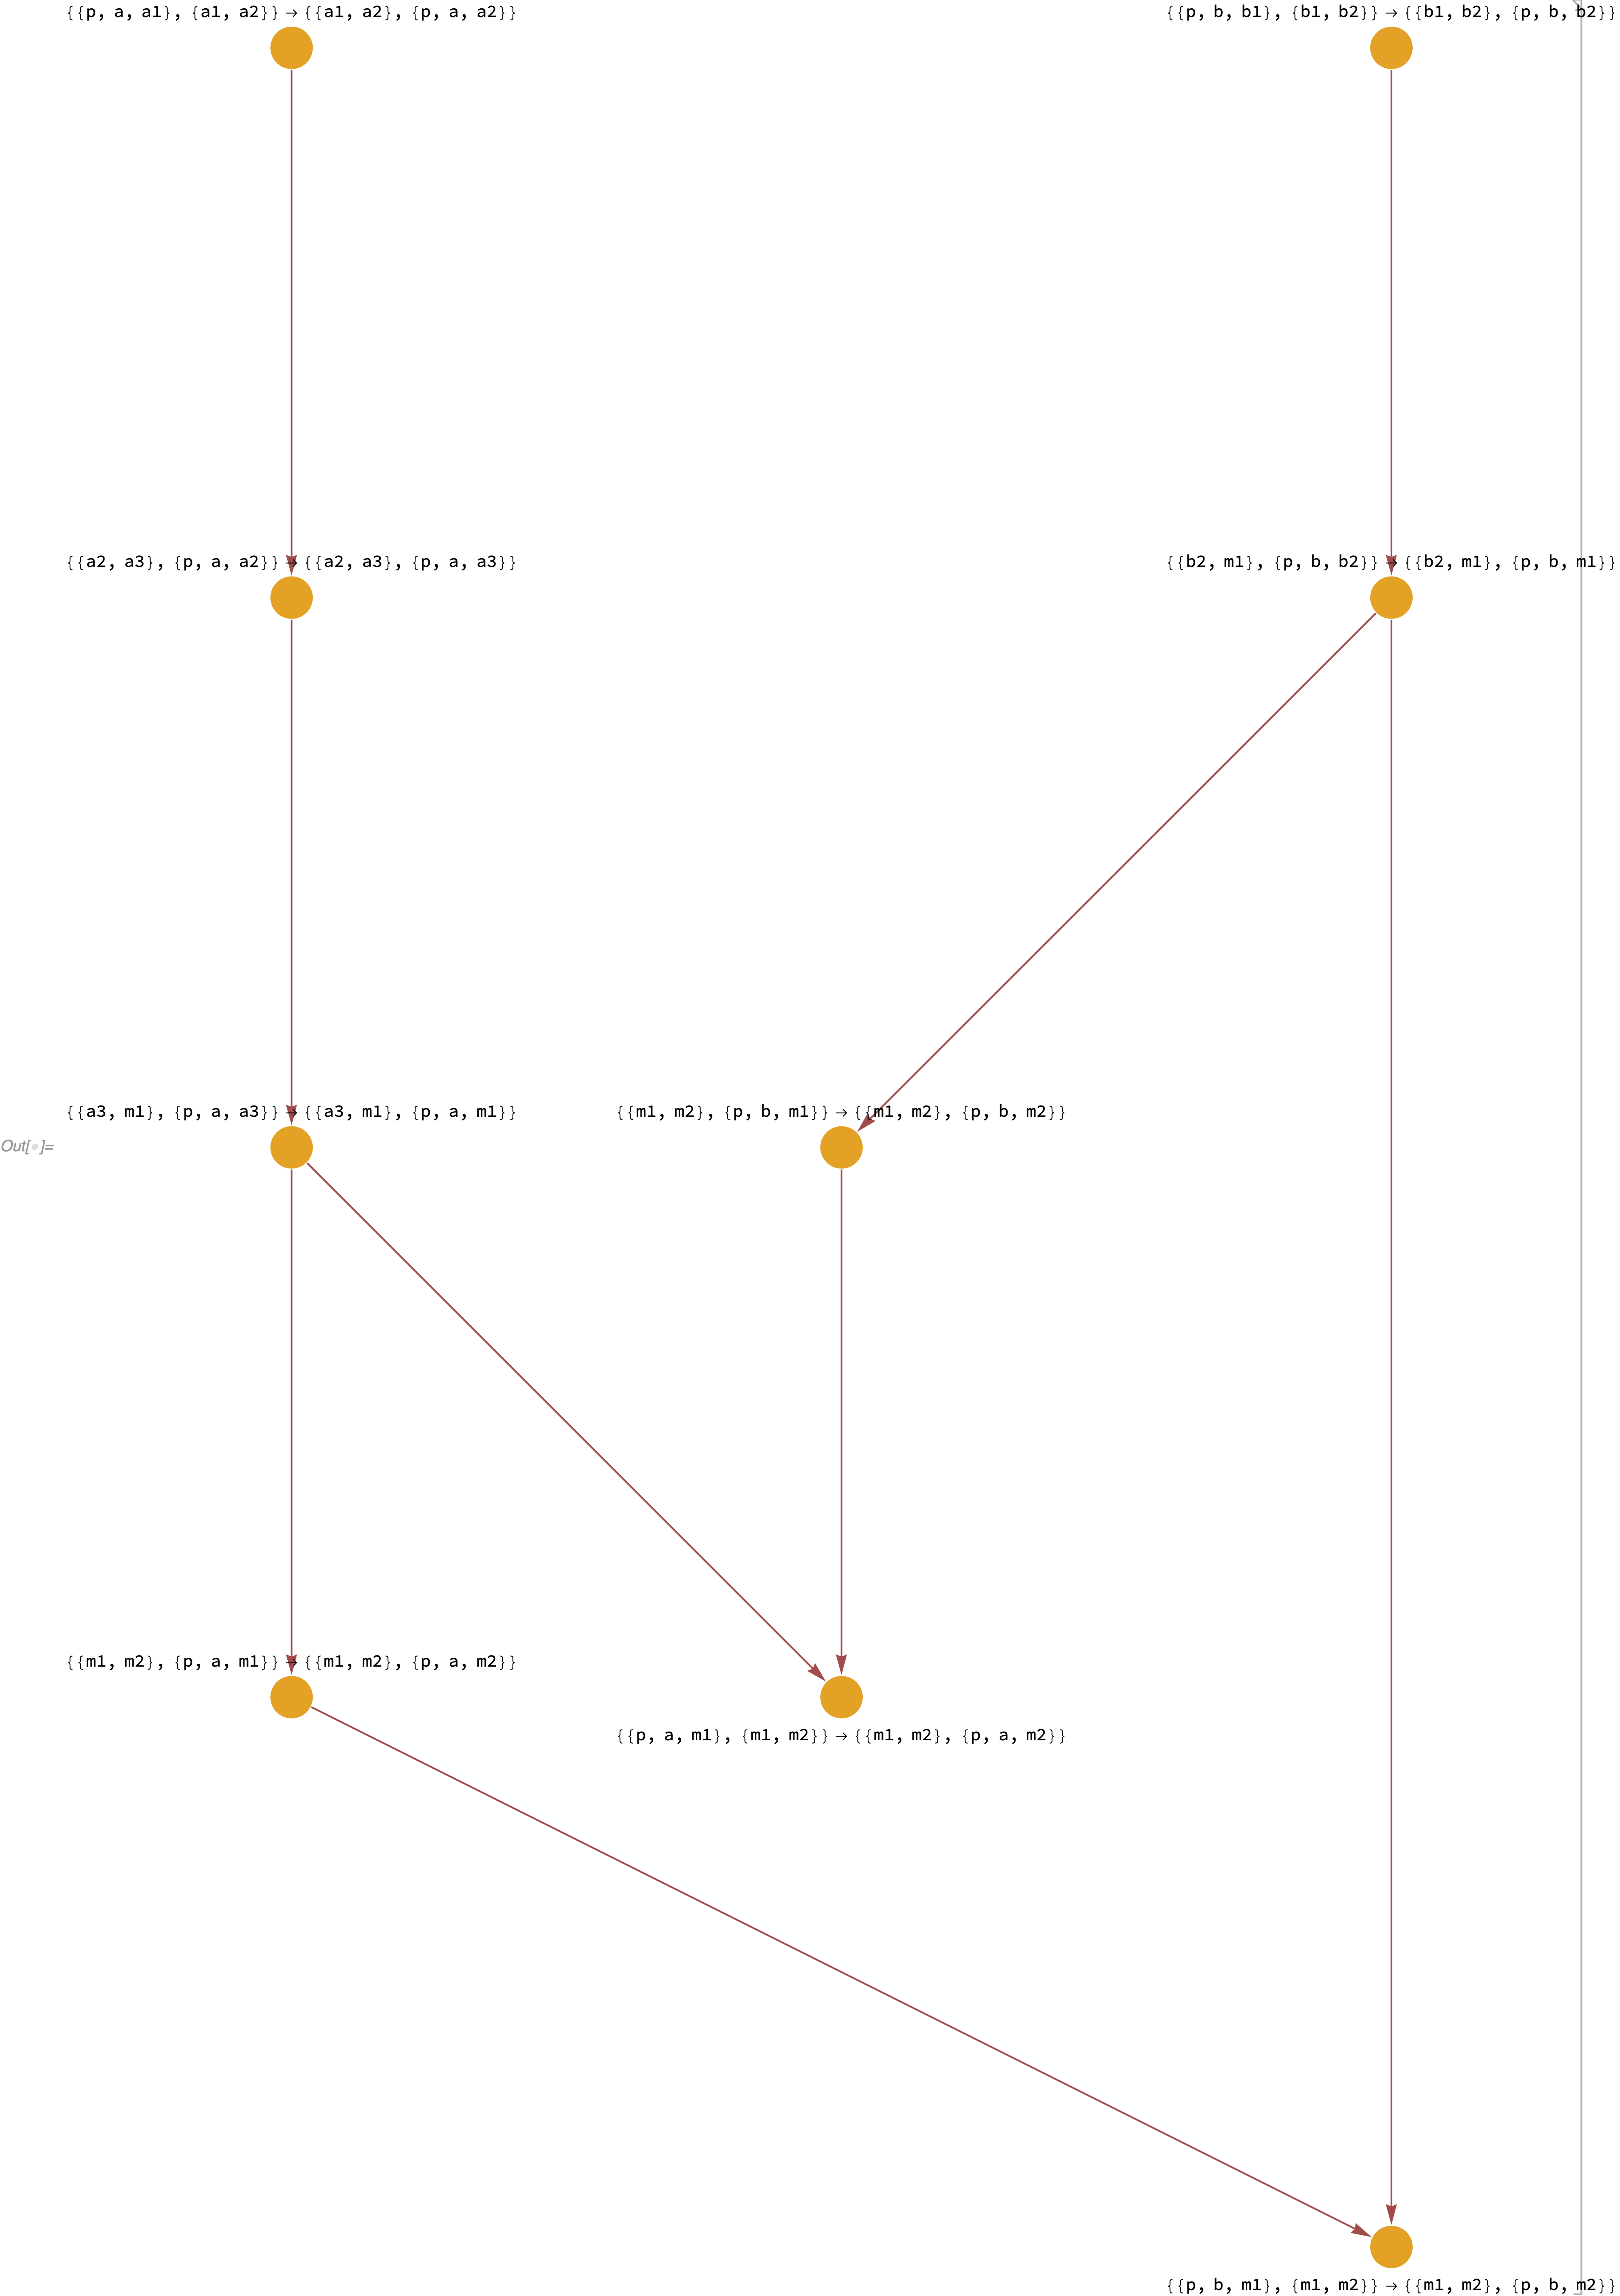 {{p, a, a1}, {a1, a2}} → {{a1, a2}, {p, a, a2}}
{{p, b, b1}, {b1, b2}} → {{b1, b2}, {p, b, b2}}
{{a2, a3}, {p, a, a2}} → {{a2, a3}, {p, a, a3}}
{{b2, m1}, {p, b, b2}} → {{b2, m1}, {p, b, m1}}
{{a3, m1}, {p, a, a3}} → {{a3, m1}, {p, a, m1}}
{{m1, m2}, {p, b, m1}} → {{m1, m2}, {p, b, m2}}
Out[•]=
{{m1, m2}, {p, a, m1}} → {{m1, m2}, {p, a, m2}}
{{p, a, m1}, {m1, m2}} → {{m1, m2}, {p, a, m2}}
{{p, b, m1}, {m1, m2}} → {{m1, m2}, {p, b, m2}}